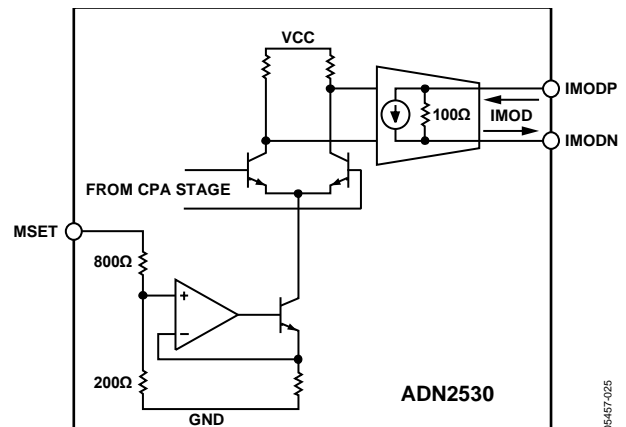 VCC
IMODP
100Ω
IMOD
IMODN
FROM CPA STAGE
MSET
800Ω
+
−
200Ω
ADN2530
GND
05457-025